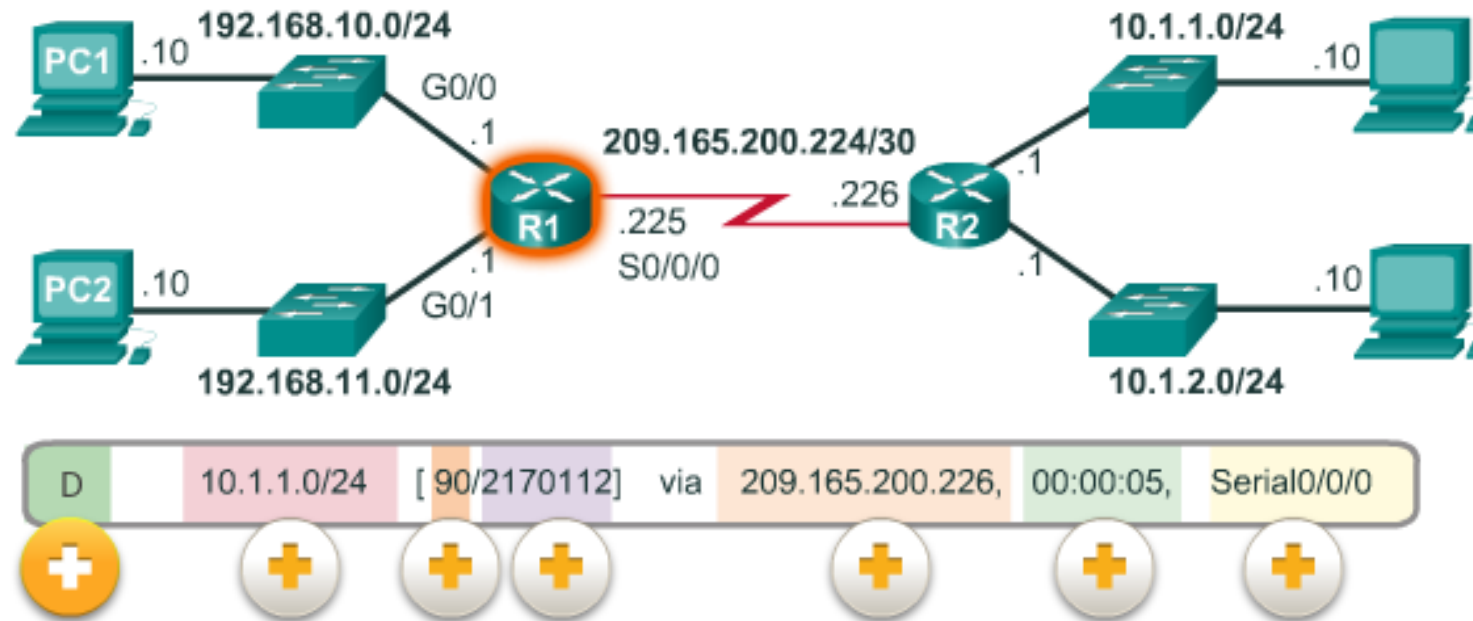 192.168.10.0/24
10.1.1.0/24
PC1
.10
.10
G0/0
.1
209.165.200.224/30
.1
R1
.225
.226
R2
S0/0/0
.1
.1
PC2
.10
.10
G0/1
192.168.11.0/24
10.1.2.0/24
D 10.1.1.0/24 [ 90/2170112] via 209.165.200.226, 00:00:05, Serial0/0/0